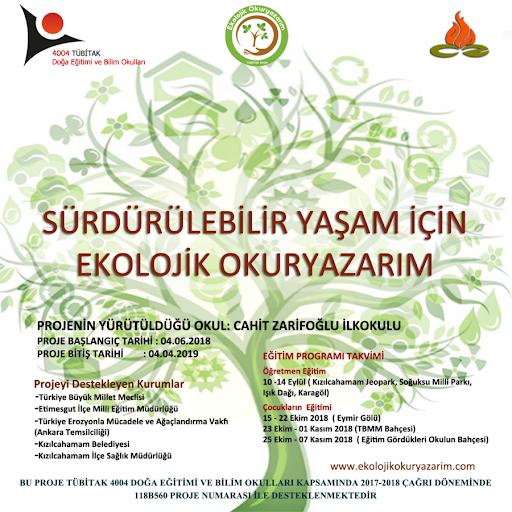 4004 TÜBİTAK
Doğa Eğitimi ve Bilim Okulları
Ekolojik Okuryazarım
SÜRDÜRÜLEBİLİR YAŞAM İÇİN
EKOLOJİK OKURYAZARIM
PROJENİN YÜRÜTÜLDÜĞÜ OKUL: CAHİT ZARİFOĞLU İLKOKULU
PROJE BAŞLANGIÇ TARİHİ : 04.06.2018
PROJE BİTİŞ TARİHİ : 04.04.2019
Projeyi Destekleyen Kurumlar
-Türkiye Büyük Millet Meclisi
-Etimesgut İlçe Milli Eğitim Müdürlüğü
-Türkiye Erozyonla Mücadele ve Ağaçlandırma Vakfı
(Ankara Temsilciliği)
-Kızılcahamam Belediyesi
-Kızılcahamam İlçe Sağlık Müdürlüğü
EĞİTİM PROGRAMI TAKVİMİ
Öğretmen Eğitim
10 -14 Eylül ( Kızılcahamam Jeopark, Soğuksu Milli Parkı,
Işık Dağı, Karagöl)
Çocukların Eğitimi
15 - 22 Ekim 2018 ( Eymir Gölü)
23 Ekim - 01 Kasım 2018 (TBMM Bahçesi)
25 Ekim - 07 Kasım 2018 ( Eğitim Gördükleri Okulun Bahçesi)
www.ekolojikokuryazarim.com
BU PROJE TÜBİTAK 4004 DOĞA EĞİTİMİ VE BİLİM OKULLARI KAPSAMINDA 2017-2018 ÇAĞRI DÖNEMİNDE
118B560 PROJE NUMARASI İLE DESTEKLENMEKTEDİR